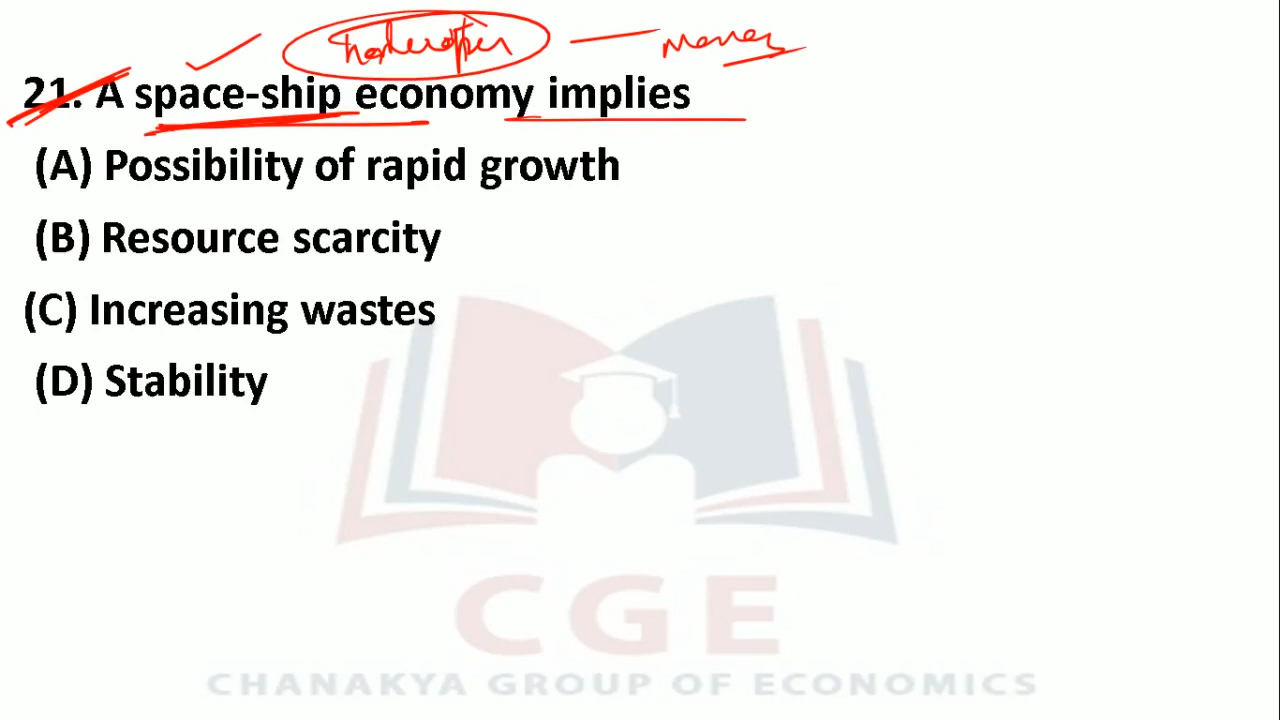 21. A space-ship economy implies
(A) Possibility of rapid growth
(B) Resource scarcity
(C) Increasing wastes
(D) Stability
CGE
CHANAKYA GROUP OF ECONOMICS